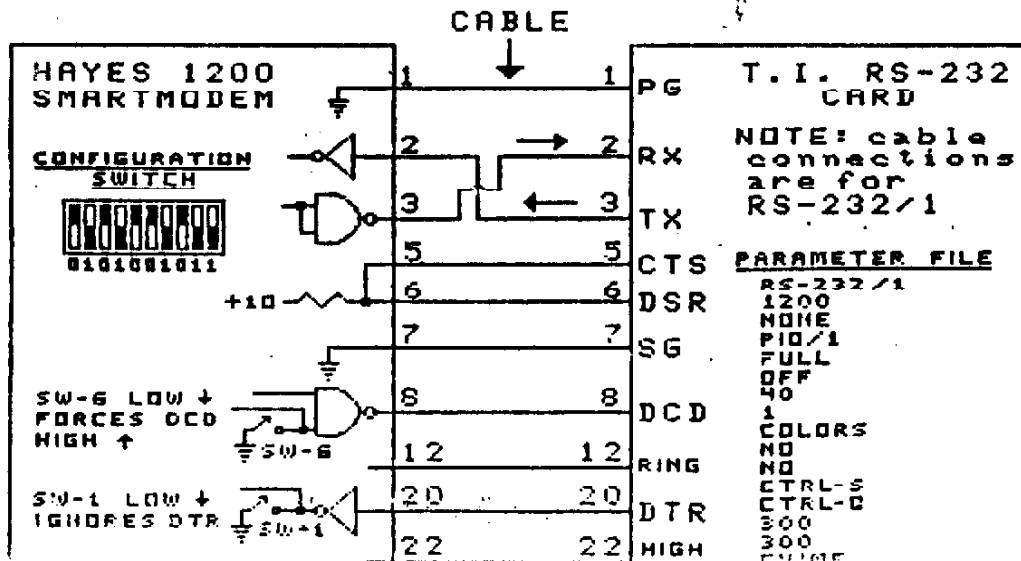 CABLE
HAYES 1200
SMARTMODEM
CONFIGURATION
SWITCH
0101001011
+10
SW-6 LOW ↓
FORCES DCD
HIGH ↑
SW-6
SW-1 LOW ↓
IGNORES DTR
SW-1
1 1 PG
2 2 RX
3 3 TX
5 5 CTS
6 6 DSR
7 7 SG
8 8 DCD
12 12 RING
20 20 DTR
22 22 HIGH
T.I. RS-232
CARD
NOTE: cable
connections
are for
RS-232/1
PARAMETER FILE
RS-232/1
1200
NONE
PIO/1
FULL
OFF
40
1
COLORS
NO
NO
CTRL-S
CTRL-Q
300
300